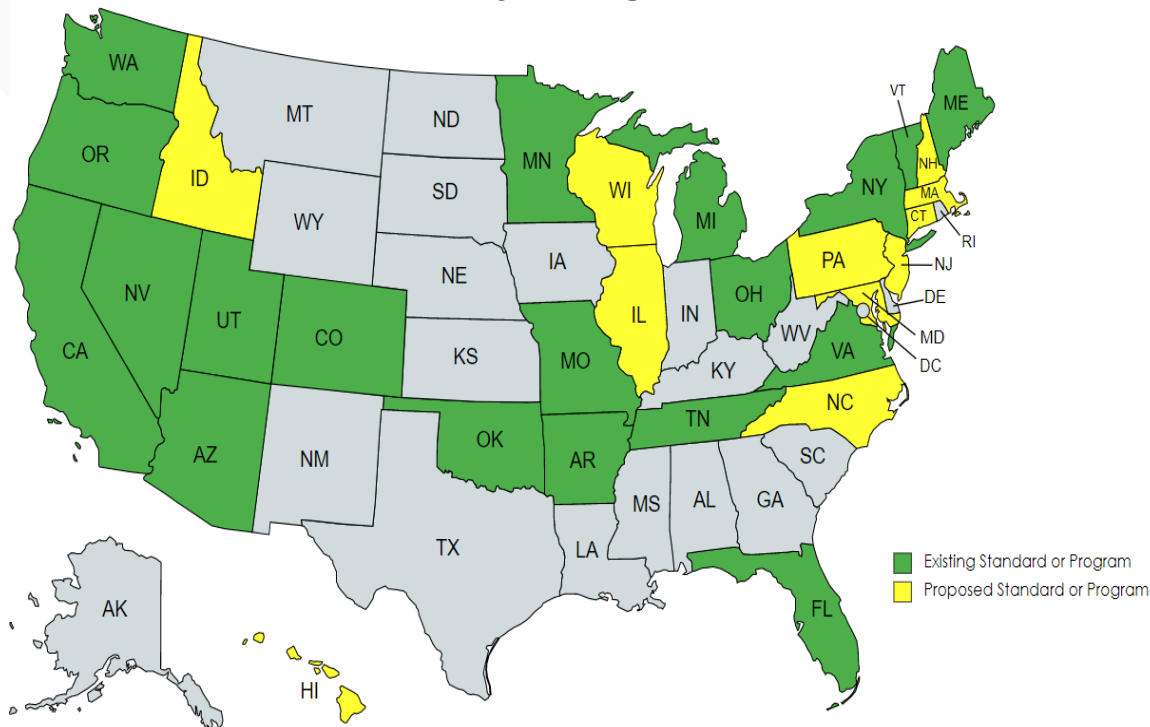 WA
MT
ND
MN
VT
ME
OR
ID
SD
WI
NY
NH
MA
WY
MI
CT
RI
IA
PA
NJ
NE
NV
UT
CO
IL
IN
OH
DE
WV
MD
CA
KS
MO
VA
DC
KY
NC
AZ
NM
OK
TN
AR
SC
MS
AL
GA
TX
LA
Existing Standard or Program
Proposed Standard or Program
AK
FL
HI